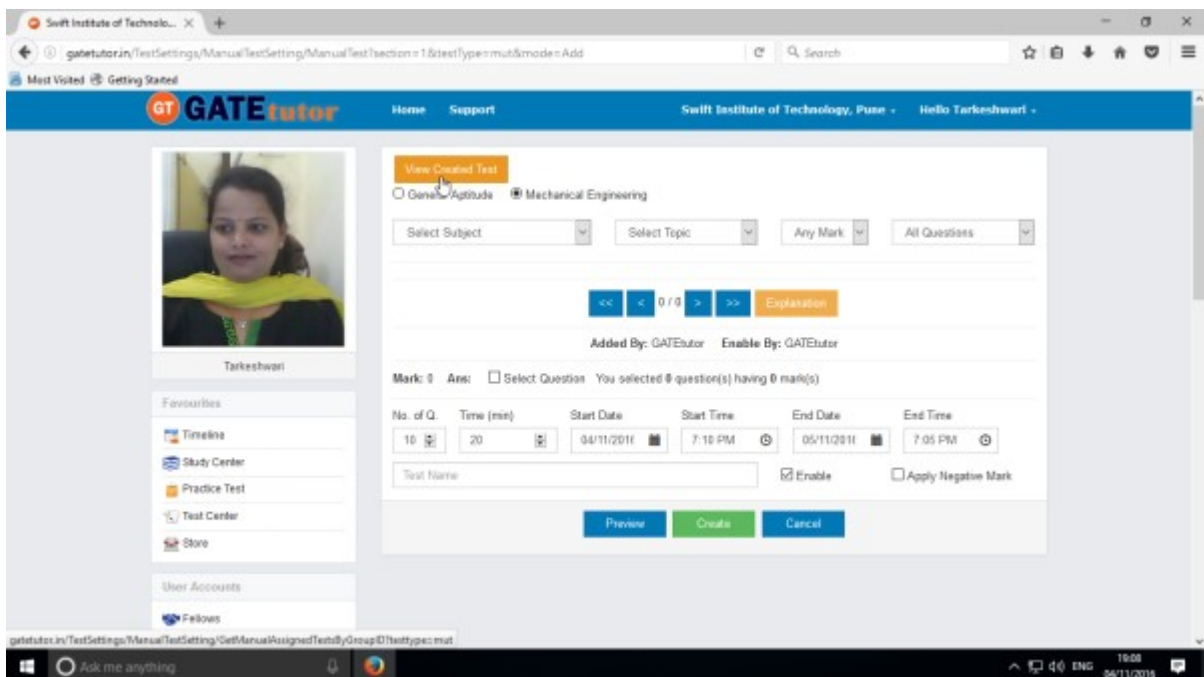 Swift Institute of Technolo...
gatetutor.in/TestSettings/ManualTestSetting/ManualTest?section=1&testType=mut&mode=Add
Search
Most Visited Getting Started
GT GATEtutor Home Support Swift Institute of Technology, Pune Hello Tarkeshwari
View Created Test
General Aptitude Mechanical Engineering
Select Subject Select Topic Any Mark All Questions
<< < 0 / 0 > >> Explanation
Added By: GATEtutor Enable By: GATEtutor
Tarkeshwari
Mark: 0 Ans: Select Question You selected 0 question(s) having 0 mark(s)
Favourites
No. of Q. Time (min) Start Date Start Time End Date End Time
Timeline
10 20 04/11/2016 7:10 PM 05/11/2016 7:05 PM
Study Center
Test Name Enable Apply Negative Mark
Practice Test
Test Center
Preview Create Cancel
Store
User Accounts
Fellows
gatetutor.in/TestSettings/ManualTestSetting/GetManualAssignedTestsByGroupID?testtype=mut
Ask me anything
ENG
19:08
04/11/2016